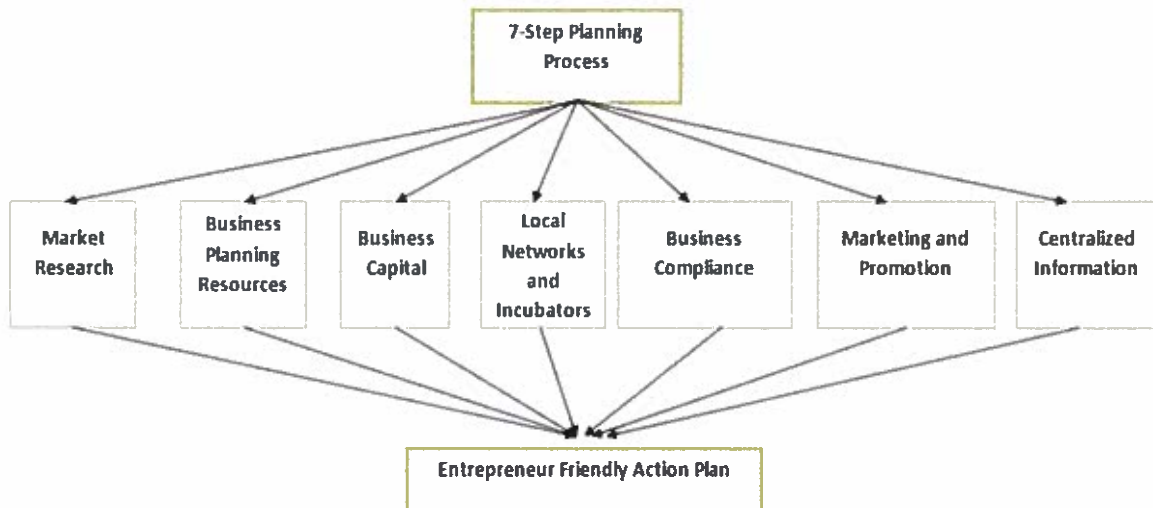 7-Step Planning
Process
Market
Research
Business
Planning
Resources
Business
Capital
Local
Networks
and
Incubators
Business
Compliance
Marketing and
Promotion
Centralized
Information
Entrepreneur Friendly Action Plan